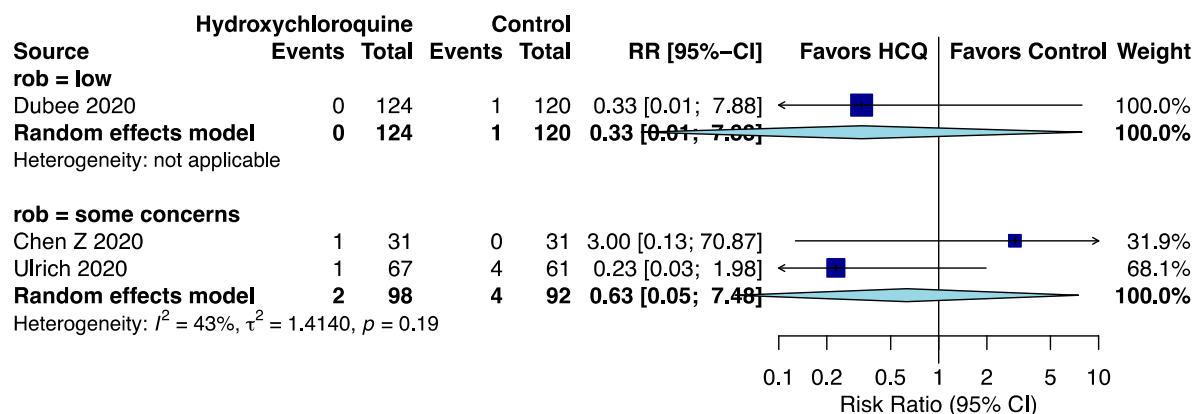 Hydroxychloroquine Control
Source Events Total Events Total RR [95%−CI] Favors HCQ Favors Control Weight
rob = low
Dubee 2020 0 124 1 120 0.33 [0.01; 7.88] 100.0%
Random effects model 0 124 1 120 0.33 [0.01; 7.88] 100.0%
Heterogeneity: not applicable
rob = some concerns
Chen Z 2020 1 31 0 31 3.00 [0.13; 70.87] 31.9%
Ulrich 2020 1 67 4 61 0.23 [0.03; 1.98] 68.1%
Random effects model 2 98 4 92 0.63 [0.05; 7.48] 100.0%
Heterogeneity: I² = 43%, τ² = 1.4140, p = 0.19
0.1 0.2 0.5 1 2 5 10
Risk Ratio (95% CI)